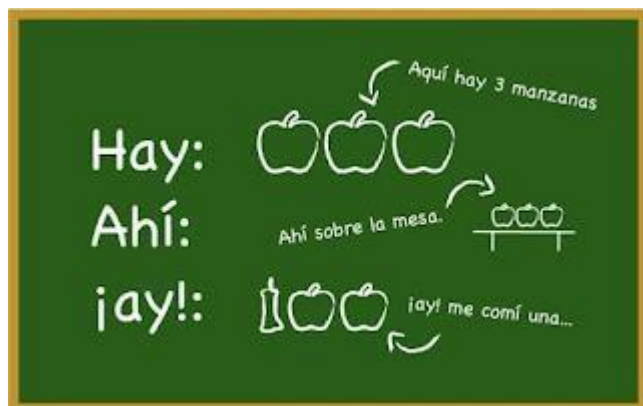 Hay:
Aquí hay 3 manzanas
Ahí:
Ahí sobre la mesa.
¡ay!:
¡ay! me comí una...